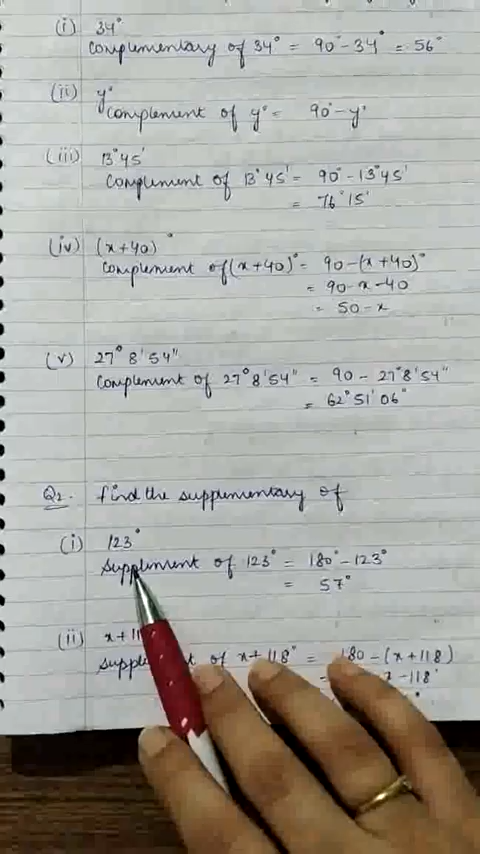 (i) 34°
Complementary of 34° = 90° - 34° = 56°
(ii) y°
Complement of y° = 90° - y°
(iii) 13°45'
Complement of 13°45' = 90° - 13°45'
= 76°15'
(iv) (x+40)°
Complement of (x+40)° = 90 - (x+40)°
= 90 - x - 40
= 50 - x
(v) 27° 8' 54"
Complement of 27° 8' 54" = 90 - 27° 8' 54"
= 62° 51' 06"
Q2. Find the supplementary of
(i) 123°
Supplement of 123° = 180° - 123°
= 57°
(ii) x + 11
of x + 118° = 180 - (x + 118)
= x - 118°